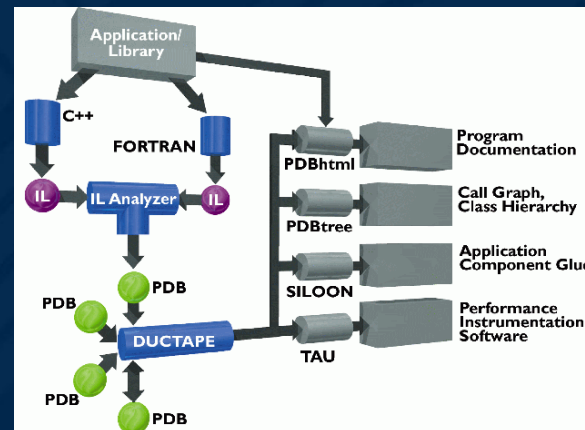 Application/
Library
C++
FORTRAN
IL
IL Analyzer
IL
PDB
PDB
DUCTAPE
PDB
PDB
PDBhtml
Program
Documentation
PDBtree
Call Graph,
Class Hierarchy
SILOON
Application
Component Glue
TAU
Performance
Instrumentation
Software